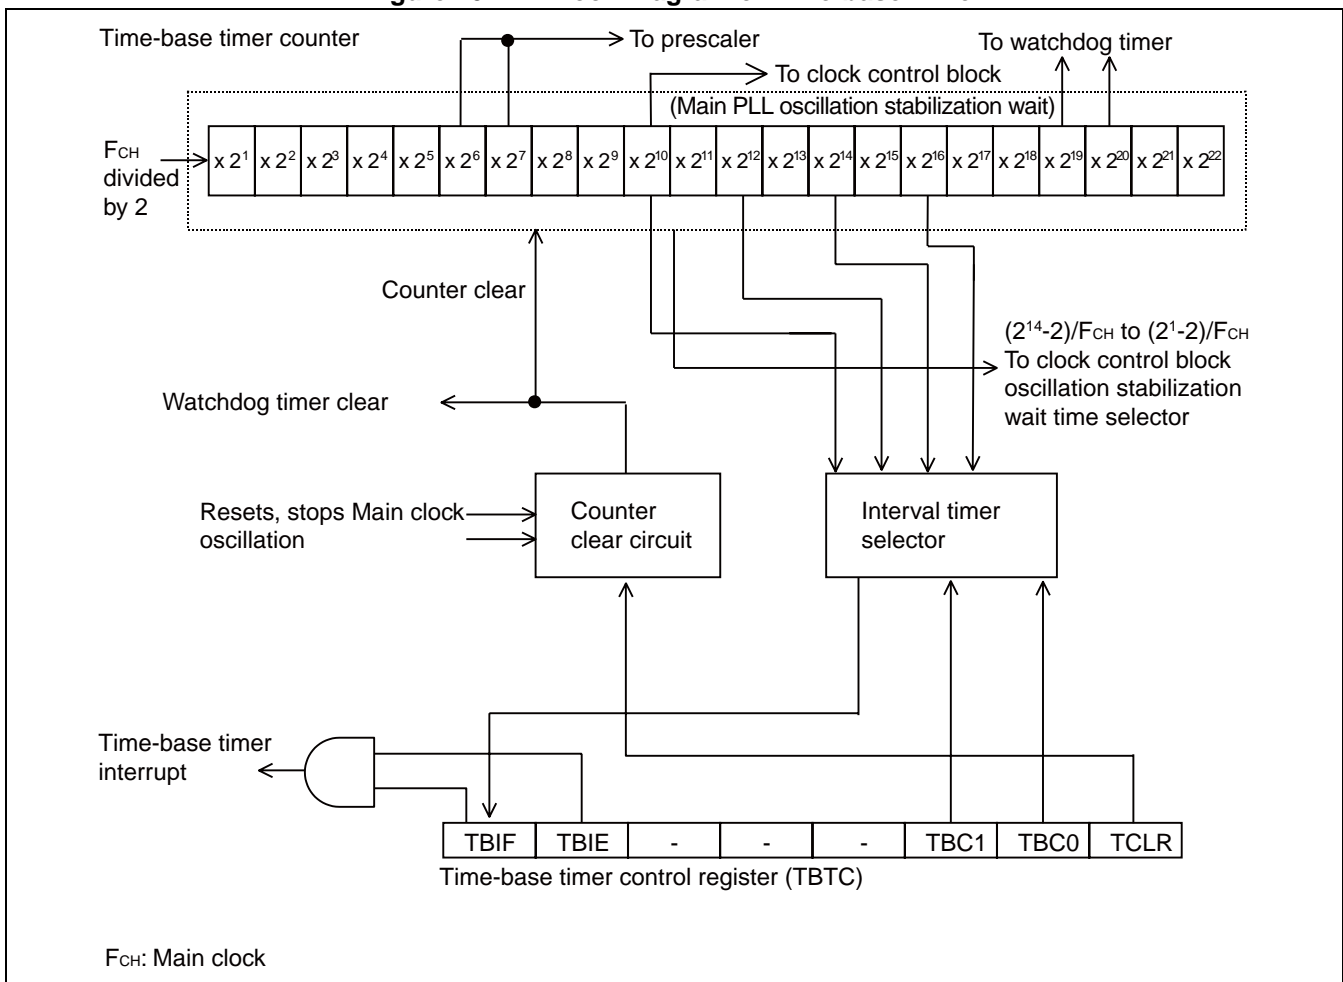 Time-base timer counter
To prescaler
To watchdog timer
To clock control block
(Main PLL oscillation stabilization wait)
FCH
divided
by 2
x 2¹ x 2² x 2³ x 2⁴ x 2⁵ x 2⁶ x 2⁷ x 2⁸ x 2⁹ x 2¹⁰ x 2¹¹ x 2¹² x 2¹³ x 2¹⁴ x 2¹⁵ x 2¹⁶ x 2¹⁷ x 2¹⁸ x 2¹⁹ x 2²⁰ x 2²¹ x 2²²
Counter clear
(2¹⁴-2)/FCH to (2¹-2)/FCH
To clock control block
oscillation stabilization
wait time selector
Watchdog timer clear
Resets, stops Main clock
oscillation
Counter
clear circuit
Interval timer
selector
Time-base timer
interrupt
TBIF TBIE - - - TBC1 TBC0 TCLR
Time-base timer control register (TBTC)
FCH: Main clock